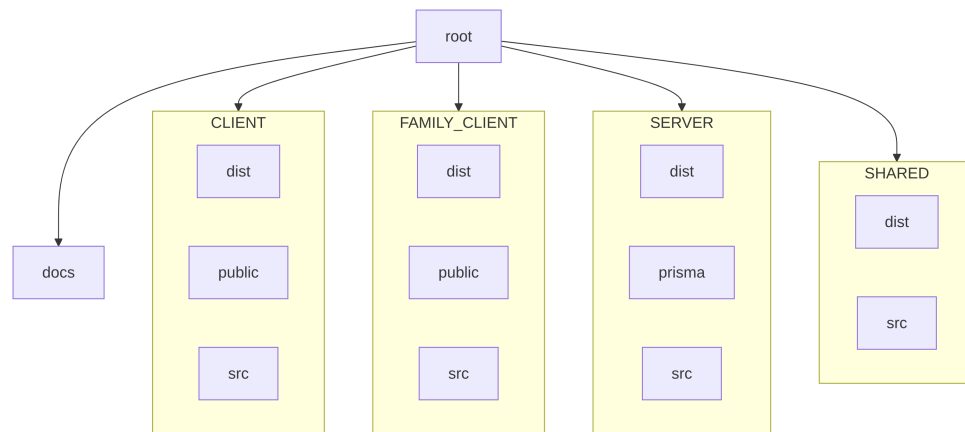 root
CLIENT
FAMILY_CLIENT
SERVER
SHARED
dist
dist
dist
dist
docs
public
public
prisma
src
src
src
src